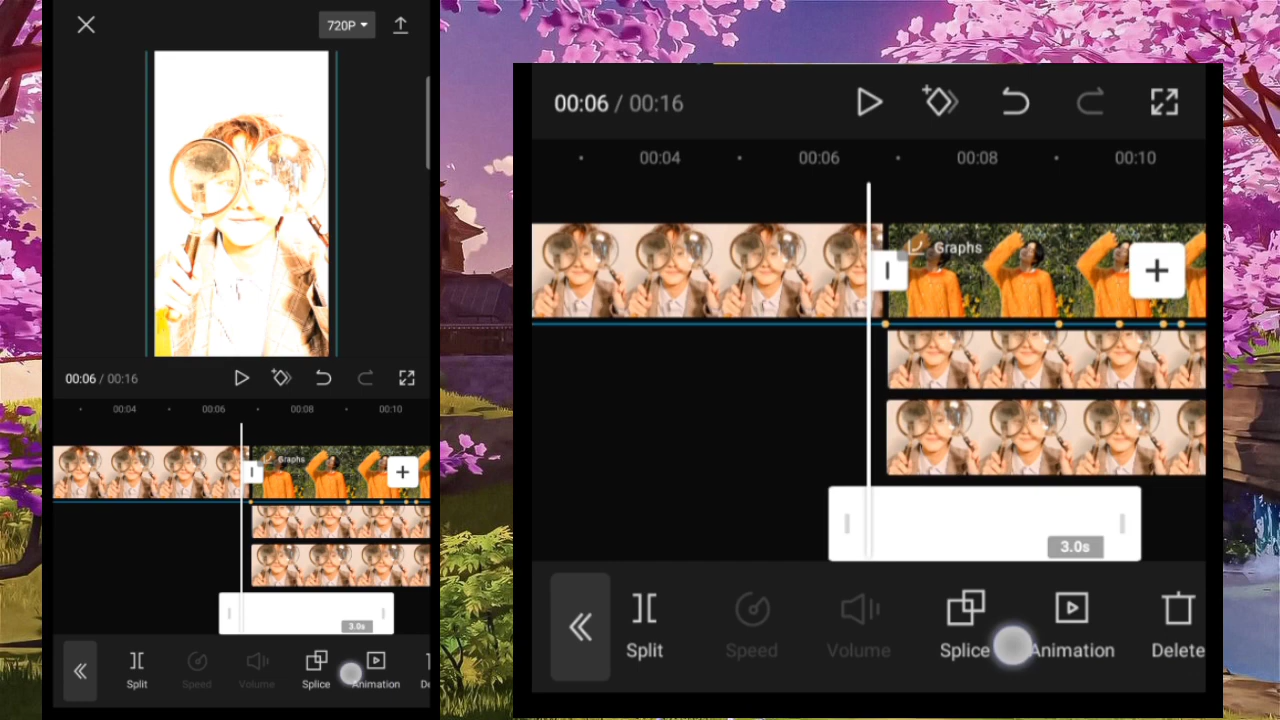 720P
00:06 / 00:16
00:04 00:06 00:08 00:10
Graphs
3.0s
Split Speed Volume Splice Animation
00:06 / 00:16
00:04 00:06 00:08 00:10
Graphs
3.0s
Split Speed Volume Splice Animation Delete